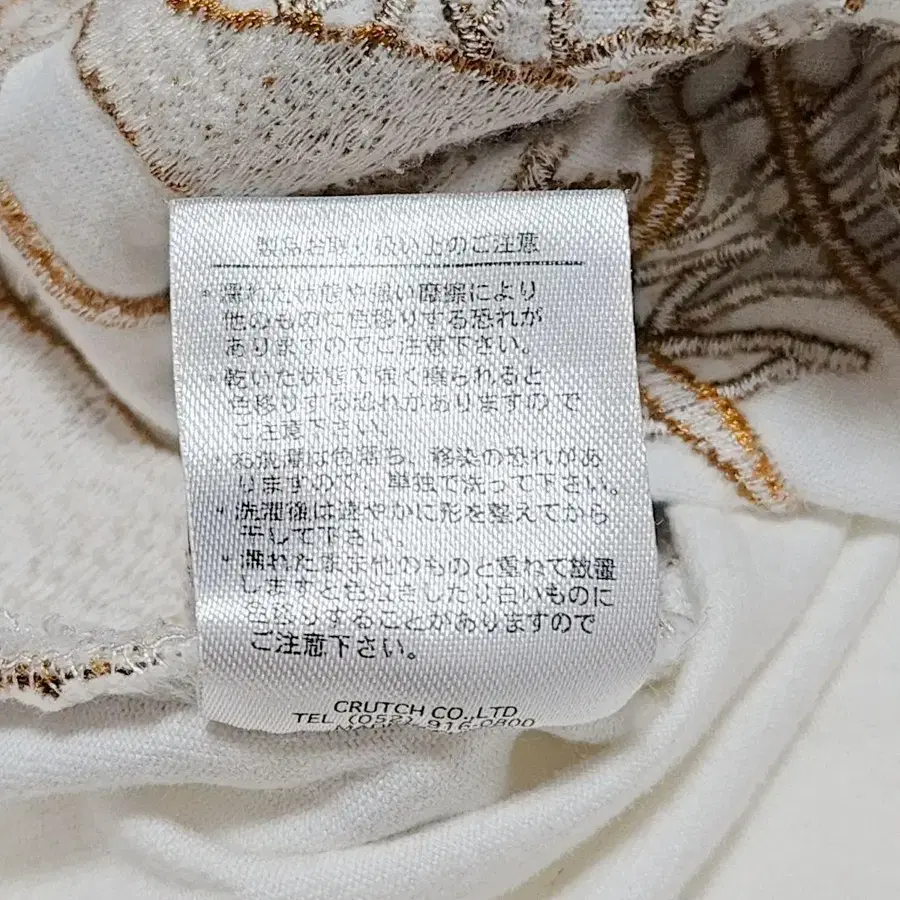 製品お取り扱い上のご注意
・濡れた状態や強い摩擦により
他のものに色移りする恐れが
ありますのでご注意下さい。
・乾いた状態で強く擦られると
色移りする恐れがありますので
ご注意下さい。
・お洗濯は色落ち、移染の恐れがあ
りますので、単独で洗って下さい。
・洗濯後は速やかに形を整えてから
干して下さい。
・濡れたまま他のものと重ねて放置
しますと色泣きしたり白いものに
色移りすることがありますので
ご注意下さい。
CRUTCH CO.,LTD
TEL (052) 916-0800